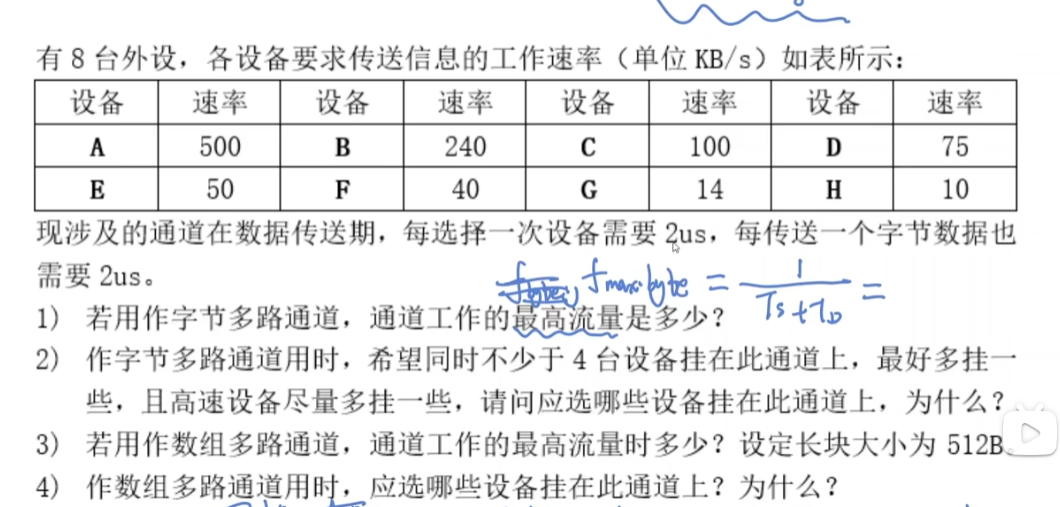 有 8 台外设，各设备要求传送信息的工作速率（单位 KB/s）如表所示：
设备 速率 设备 速率 设备 速率 设备 速率
A 500 B 240 C 100 D 75
E 50 F 40 G 14 H 10
现涉及的通道在数据传送期，每选择一次设备需要 2us，每传送一个字节数据也
需要 2us。
f max·byte = 1 / (Ts + TD) =
1） 若用作字节多路通道，通道工作的最高流量是多少？
2） 作字节多路通道用时，希望同时不少于 4 台设备挂在此通道上，最好多挂一
些，且高速设备尽量多挂一些，请问应选哪些设备挂在此通道上，为什么？
3） 若用作数组多路通道，通道工作的最高流量时多少？设定长块大小为 512B。
4） 作数组多路通道用时，应选哪些设备挂在此通道上？为什么？